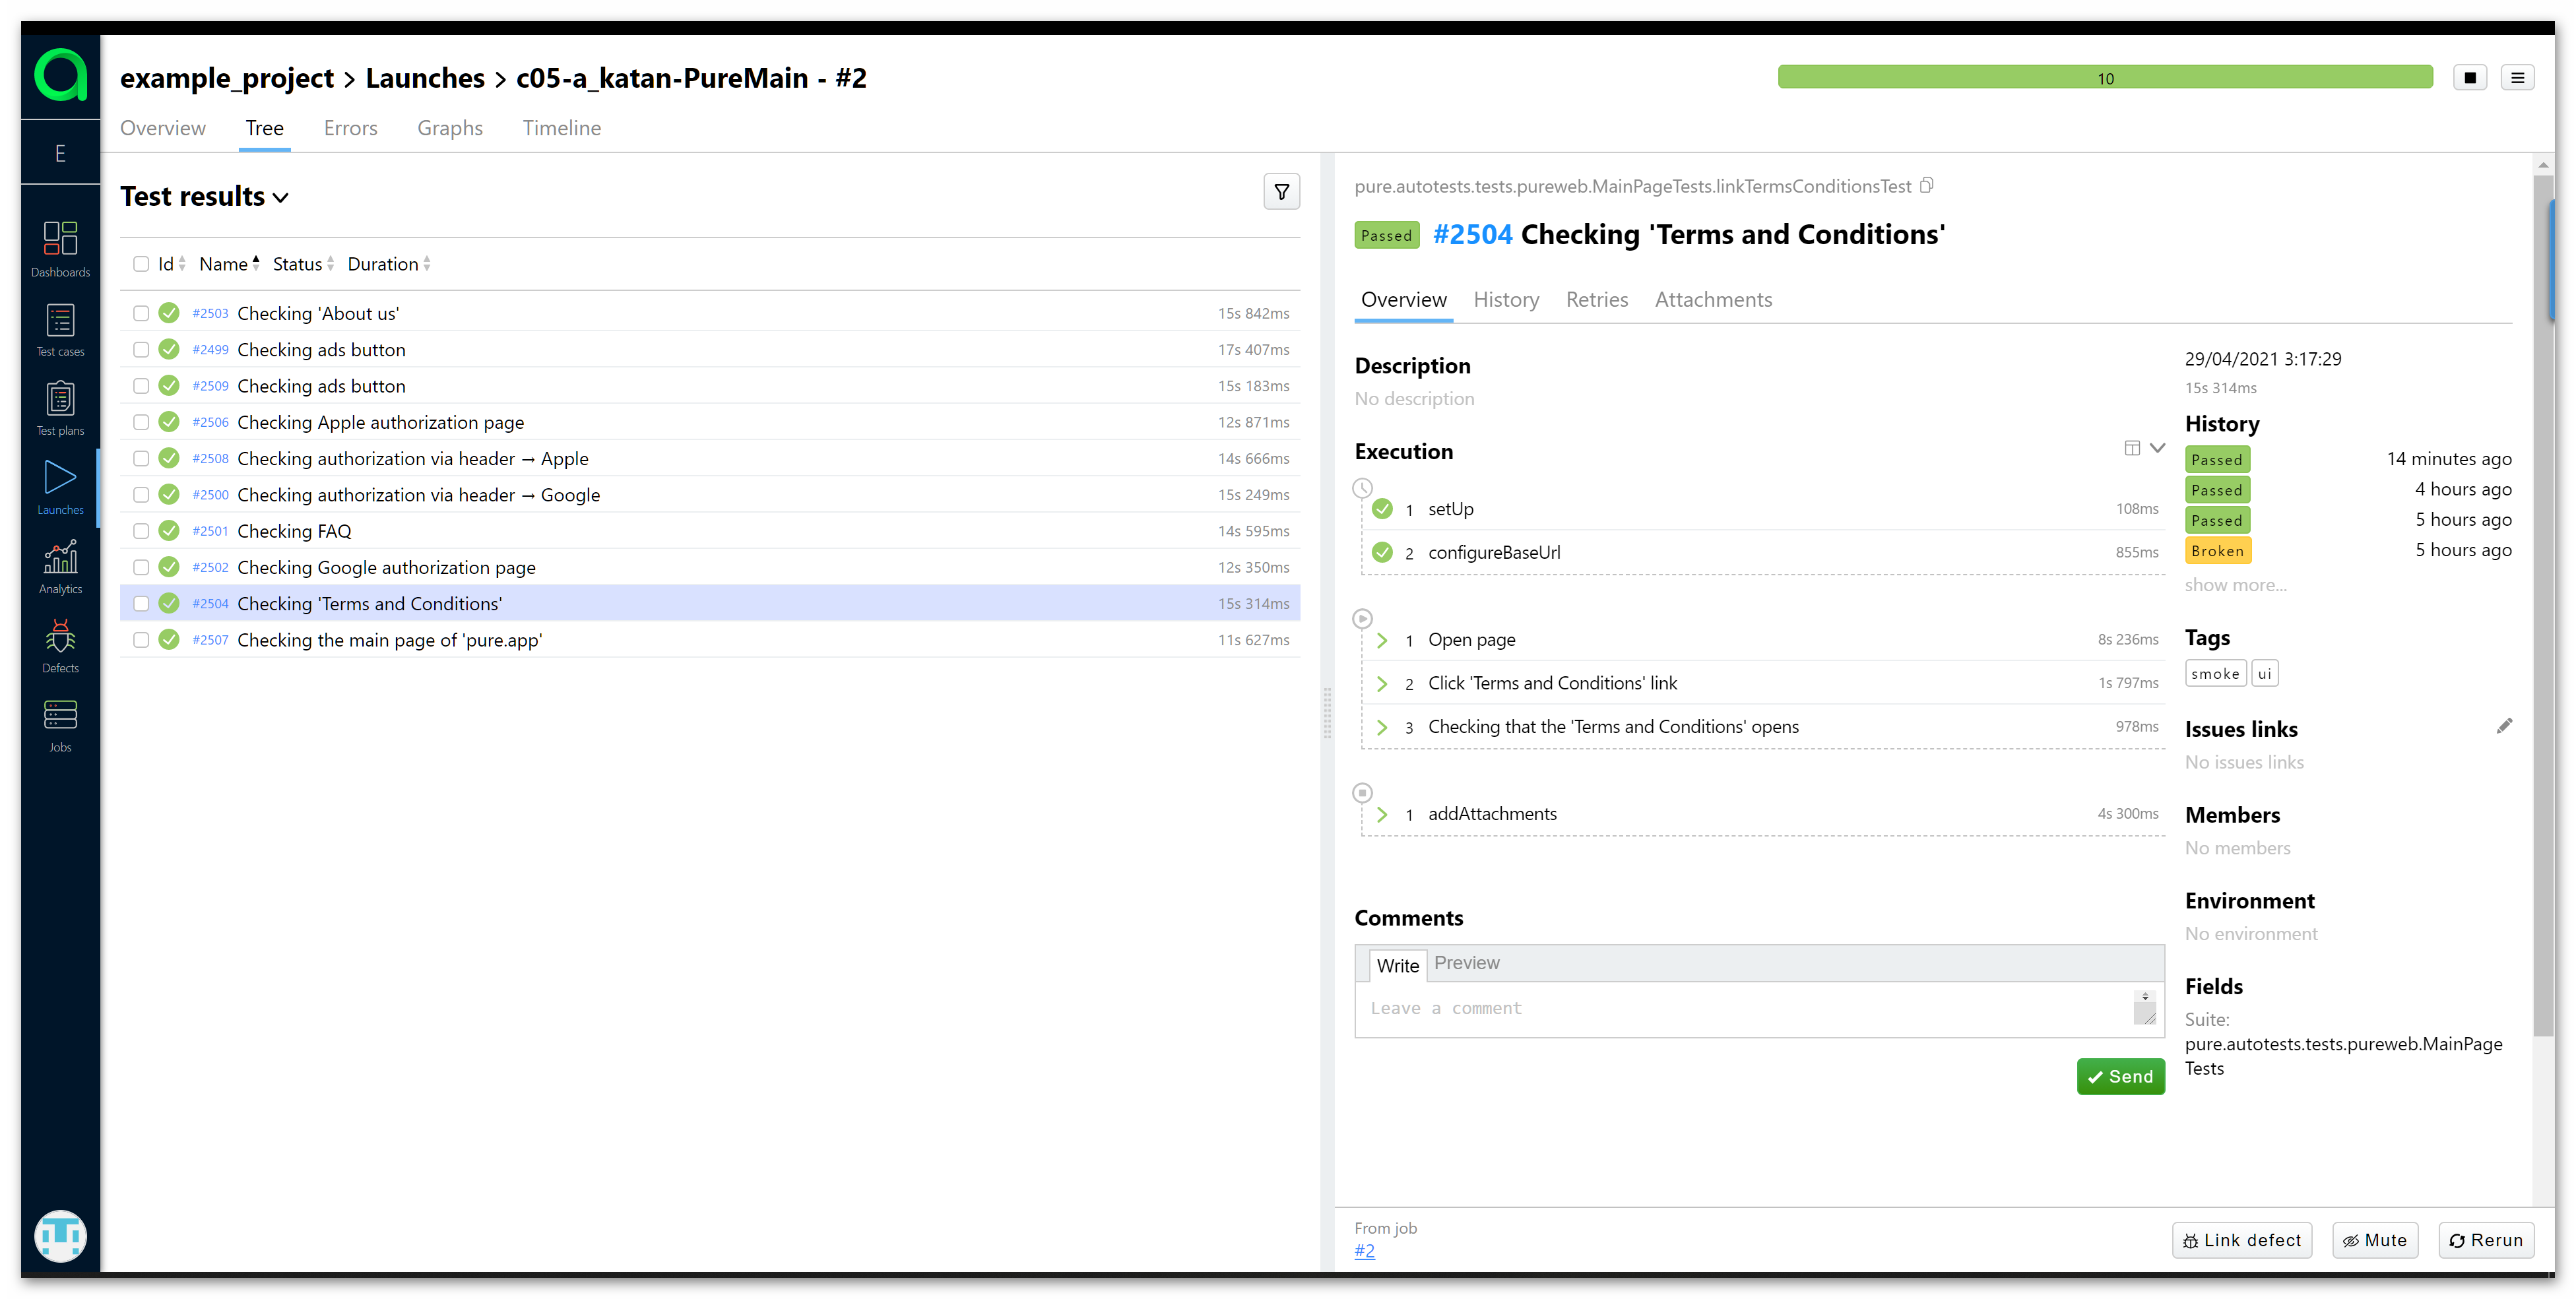 example_project > Launches > c05-a_katan-PureMain - #2
10
Overview Tree Errors Graphs Timeline
E
Dashboards
Test cases
Test plans
Launches
Analytics
Defects
Jobs
Test results
Id Name Status Duration
#2503 Checking 'About us' 15s 842ms
#2499 Checking ads button 17s 407ms
#2509 Checking ads button 15s 183ms
#2506 Checking Apple authorization page 12s 871ms
#2508 Checking authorization via header → Apple 14s 666ms
#2500 Checking authorization via header → Google 15s 249ms
#2501 Checking FAQ 14s 595ms
#2502 Checking Google authorization page 12s 350ms
#2504 Checking 'Terms and Conditions' 15s 314ms
#2507 Checking the main page of 'pure.app' 11s 627ms
pure.autotests.tests.pureweb.MainPageTests.linkTermsConditionsTest
Passed #2504 Checking 'Terms and Conditions'
Overview History Retries Attachments
Description
No description
Execution
1 setUp 108ms
2 configureBaseUrl 855ms
1 Open page 8s 236ms
2 Click 'Terms and Conditions' link 1s 797ms
3 Checking that the 'Terms and Conditions' opens 978ms
1 addAttachments 4s 300ms
Comments
Write Preview
Leave a comment
Send
29/04/2021 3:17:29
15s 314ms
History
Passed 14 minutes ago
Passed 4 hours ago
Passed 5 hours ago
Broken 5 hours ago
show more...
Tags
smoke ui
Issues links
No issues links
Members
No members
Environment
No environment
Fields
Suite:
pure.autotests.tests.pureweb.MainPage
Tests
From job
#2
Link defect Mute Rerun